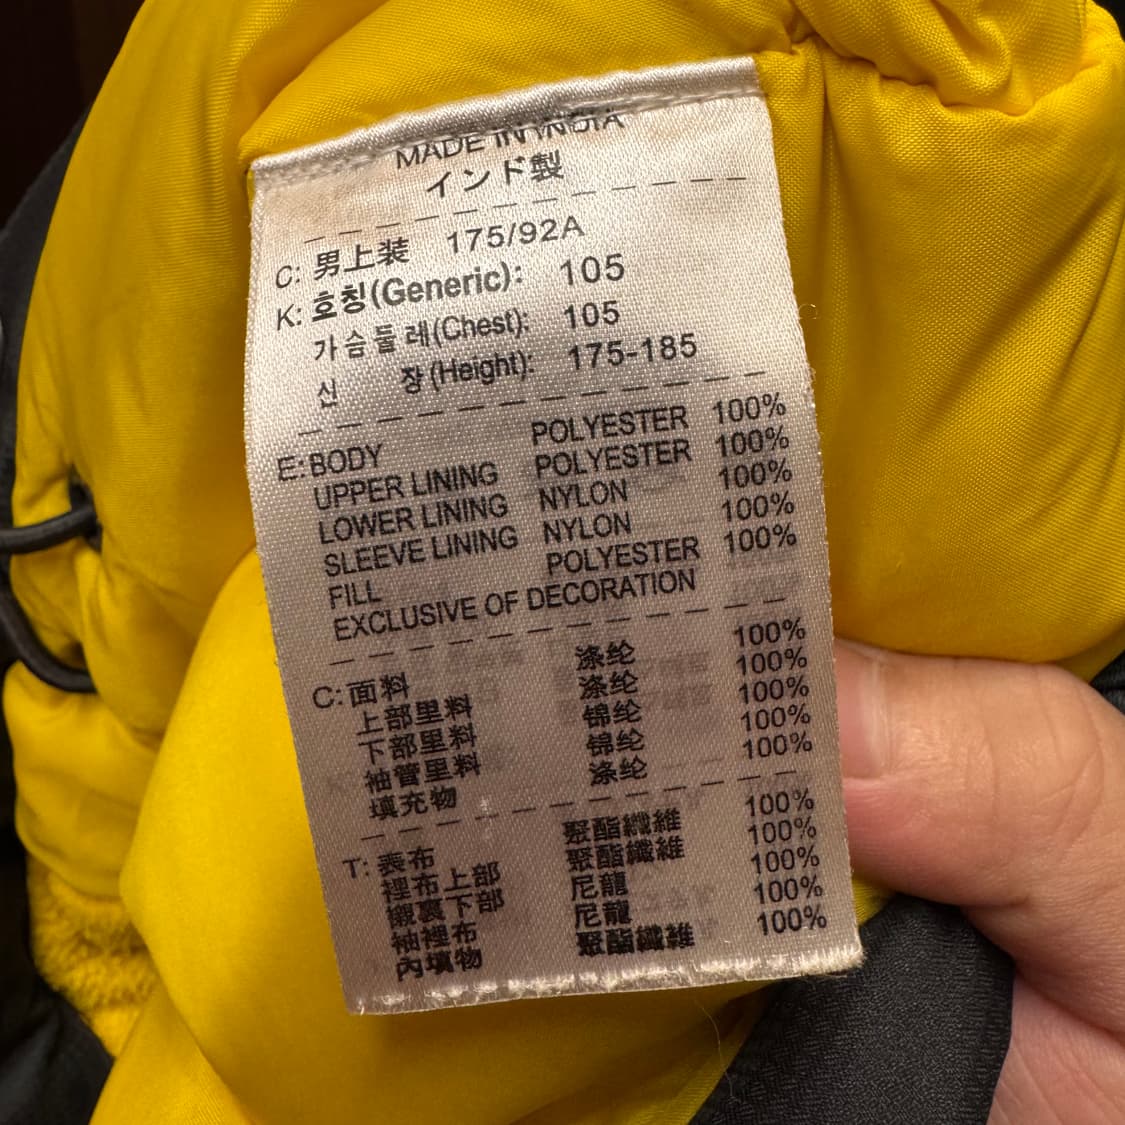 MADE IN INDIA
インド製
C: 男上装 175/92A
K: 호칭(Generic): 105
가슴둘레(Chest): 105
신 장(Height): 175-185
E: BODY POLYESTER 100%
UPPER LINING POLYESTER 100%
LOWER LINING NYLON 100%
SLEEVE LINING NYLON 100%
FILL POLYESTER 100%
EXCLUSIVE OF DECORATION
C: 面料 涤纶 100%
上部里料 涤纶 100%
下部里料 锦纶 100%
袖管里料 锦纶 100%
填充物 涤纶 100%
T: 表布 聚酯纖維 100%
裡布上部 聚酯纖維 100%
襯裏下部 尼龍 100%
袖裡布 尼龍 100%
內填物 聚酯纖維 100%